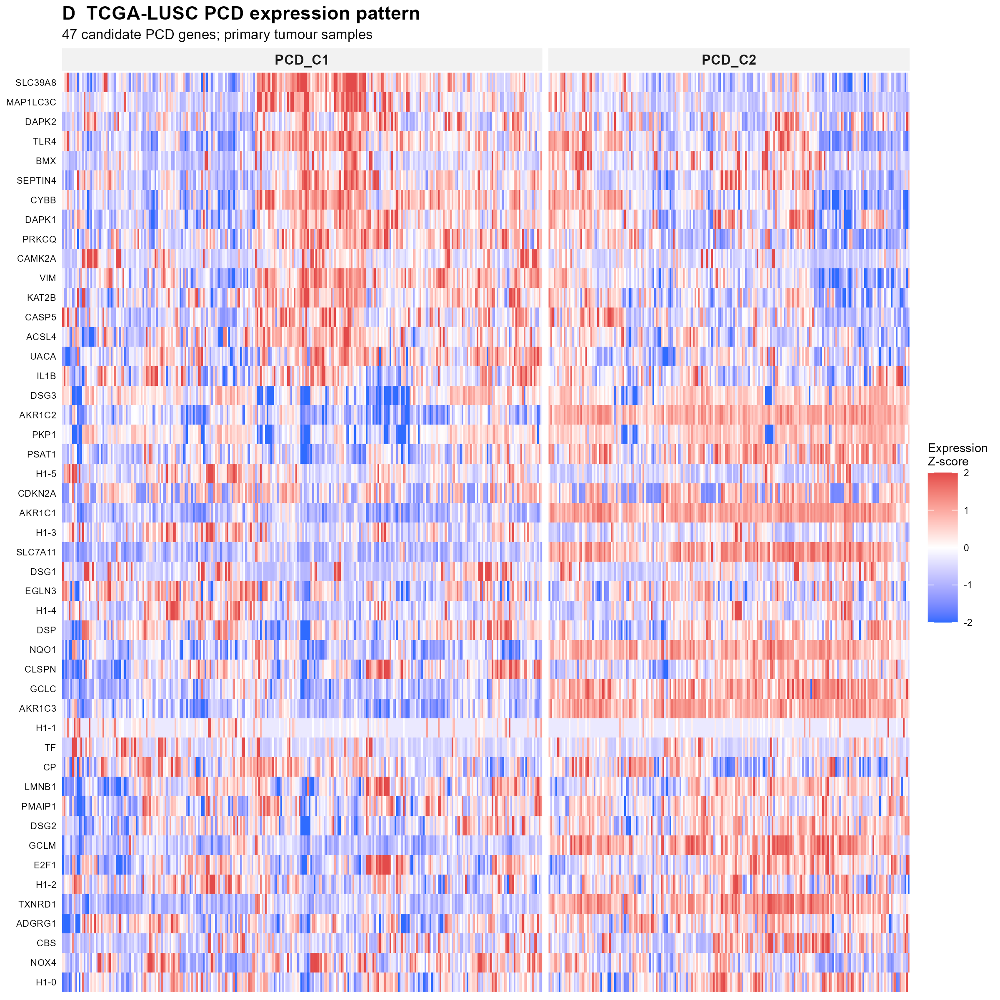 D TCGA-LUSC PCD expression pattern
47 candidate PCD genes; primary tumour samples
PCD_C1 PCD_C2
SLC39A8
MAP1LC3C
DAPK2
TLR4
BMX
SEPTIN4
CYBB
DAPK1
PRKCQ
CAMK2A
VIM
KAT2B
CASP5
ACSL4
UACA
IL1B
DSG3
AKR1C2
PKP1
PSAT1
H1-5
CDKN2A
AKR1C1
H1-3
SLC7A11
DSG1
EGLN3
H1-4
DSP
NQO1
CLSPN
GCLC
AKR1C3
H1-1
TF
CP
LMNB1
PMAIP1
DSG2
GCLM
E2F1
H1-2
TXNRD1
ADGRG1
CBS
NOX4
H1-0
Expression
Z-score
2
1
0
-1
-2